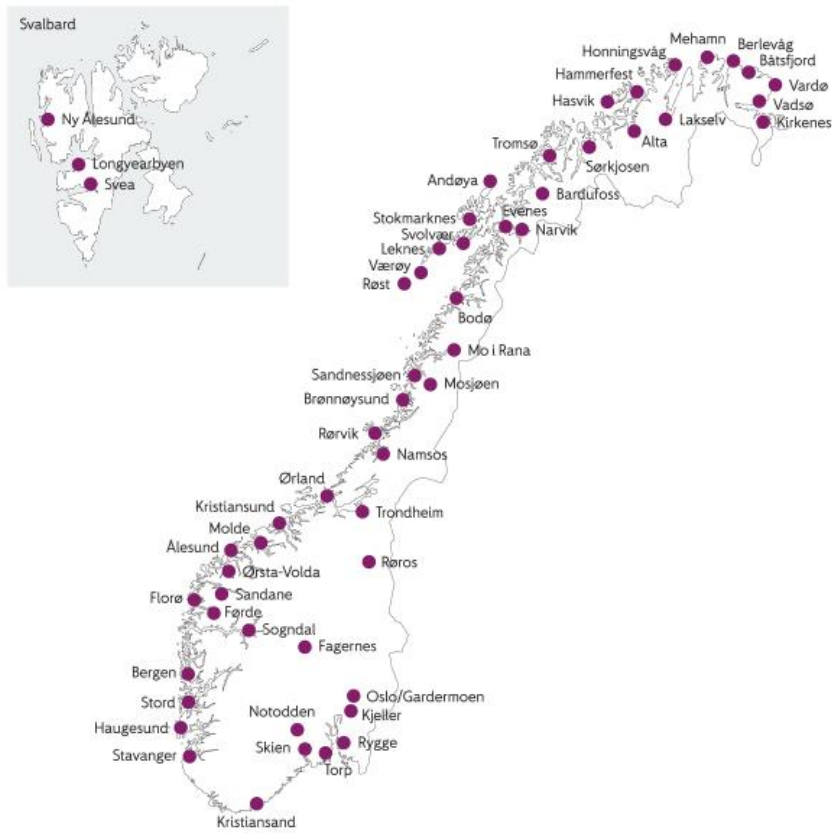 Svalbard
Ny Ålesund
Longyearbyen
Svea
Mehamn
Honningsvåg
Berlevåg
Båtsfjord
Hammerfest
Vardø
Hasvik
Vadsø
Lakselv
Kirkenes
Alta
Tromsø
Sørkjosen
Andøya
Bardufoss
Stokmarknes
Evenes
Narvik
Svolvær
Leknes
Værøy
Røst
Bodø
Mo i Rana
Sandnessjøen
Mosjøen
Brønnøysund
Rørvik
Namsos
Ørland
Kristiansund
Trondheim
Molde
Ålesund
Røros
Ørsta-Volda
Sandane
Florø
Førde
Sogndal
Fagernes
Bergen
Oslo/Gardermoen
Stord
Kjeller
Notodden
Haugesund
Rygge
Skien
Stavanger
Torp
Kristiansand